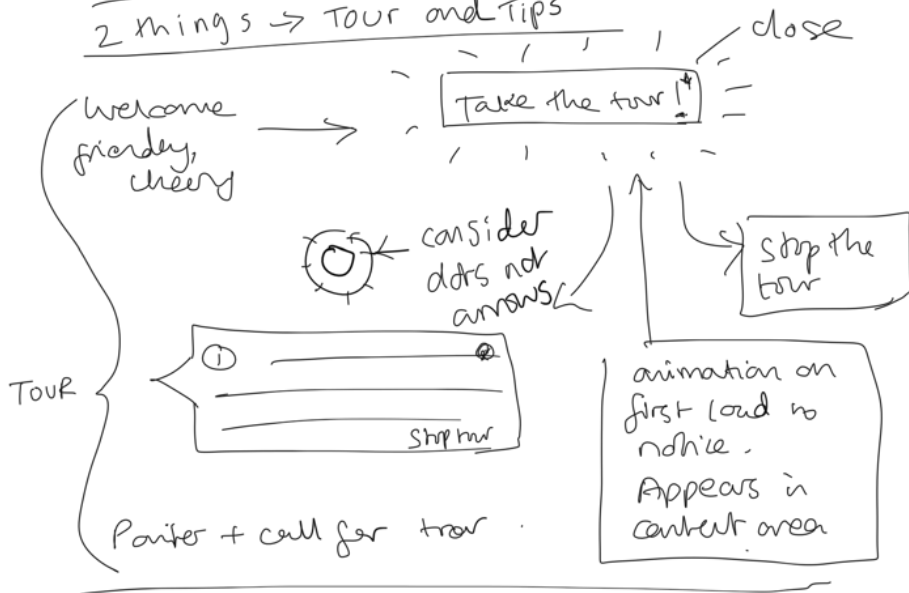 2 things → Tour and Tips
close
Take the tour!
Welcome
friendly,
cheery
consider
dots not
arrows
stop the
tour
i
Stop tour
TOUR
animation on
first load to
notice.
Appears in
content area
Pointer + call for